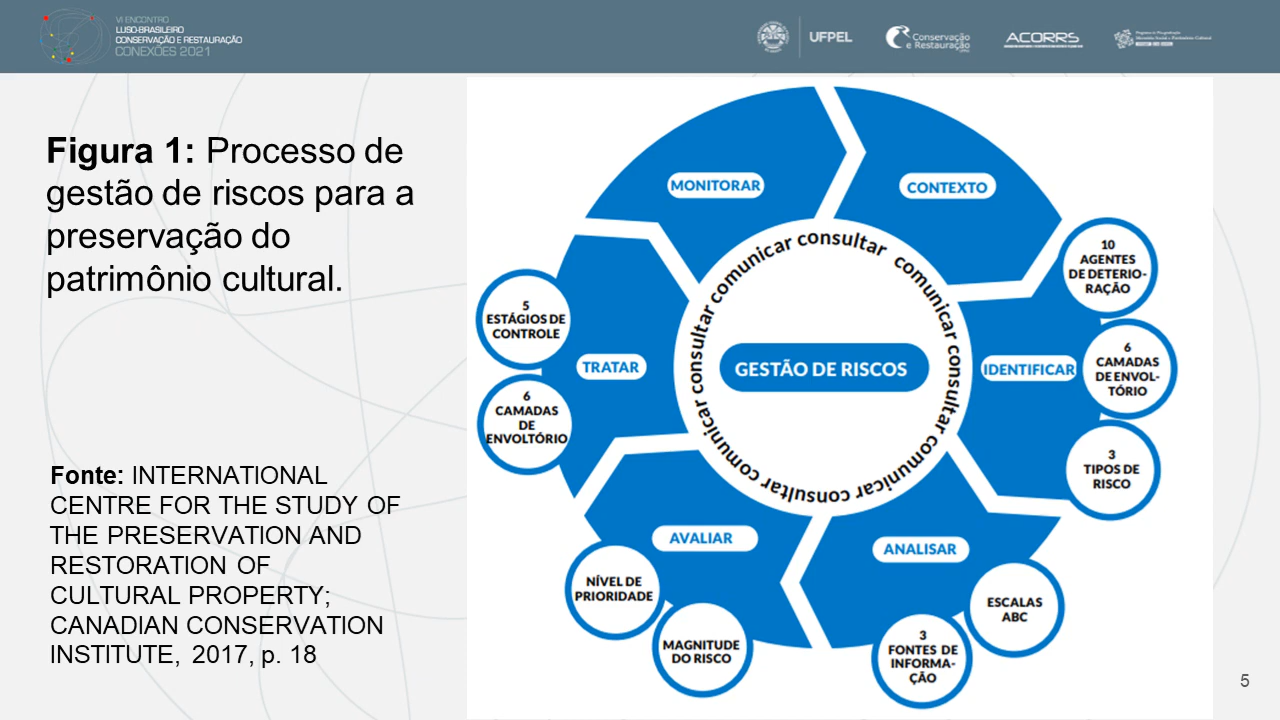 VI ENCONTRO
LUSO-BRASILEIRO
CONSERVAÇÃO E RESTAURAÇÃO
CONEXÕES 2021
UFPEL
Conservação
e Restauração
ACORRS
Figura 1: Processo de
gestão de riscos para a
preservação do
patrimônio cultural.
Fonte: INTERNATIONAL
CENTRE FOR THE STUDY OF
THE PRESERVATION AND
RESTORATION OF
CULTURAL PROPERTY;
CANADIAN CONSERVATION
INSTITUTE, 2017, p. 18
MONITORAR
CONTEXTO
10
AGENTES
DE DETERIO-
RAÇÃO
6
CAMADAS
DE ENVOL-
TÓRIO
3
TIPOS DE
RISCO
IDENTIFICAR
ANALISAR
ESCALAS
ABC
3
FONTES DE
INFORMA-
ÇÃO
AVALIAR
MAGNITUDE
DO RISCO
NÍVEL DE
PRIORIDADE
TRATAR
6
CAMADAS
DE
ENVOLTÓRIO
5
ESTÁGIOS DE
CONTROLE
comunicar consultar comunicar consultar comunicar consultar comunicar consultar comunicar consultar
GESTÃO DE RISCOS
5